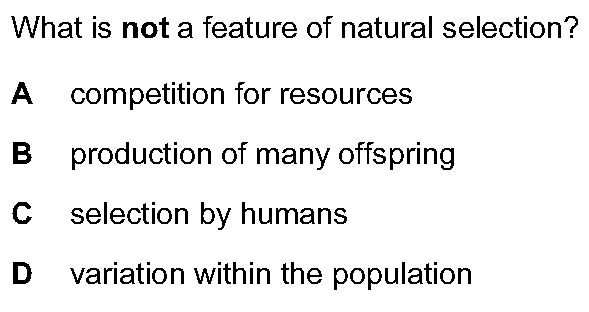 What is not a feature of natural selection?
A competition for resources
B production of many offspring
C selection by humans
D variation within the population